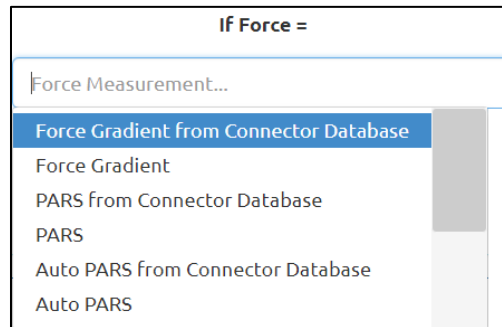 If Force =
Force Measurement...
Force Gradient from Connector Database
Force Gradient
PARS from Connector Database
PARS
Auto PARS from Connector Database
Auto PARS